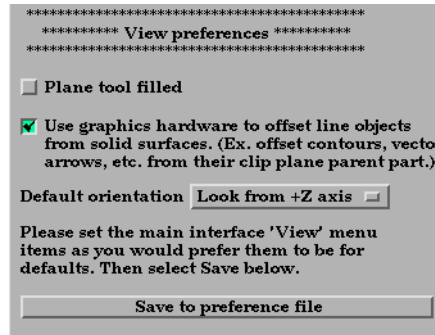 ******************************************
********** View preferences **********
******************************************
Plane tool filled
Use graphics hardware to offset line objects
from solid surfaces. (Ex. offset contours, vecto
arrows, etc. from their clip plane parent part.)
Default orientation Look from +Z axis
Please set the main interface 'View' menu
items as you would prefer them to be for
defaults. Then select Save below.
Save to preference file